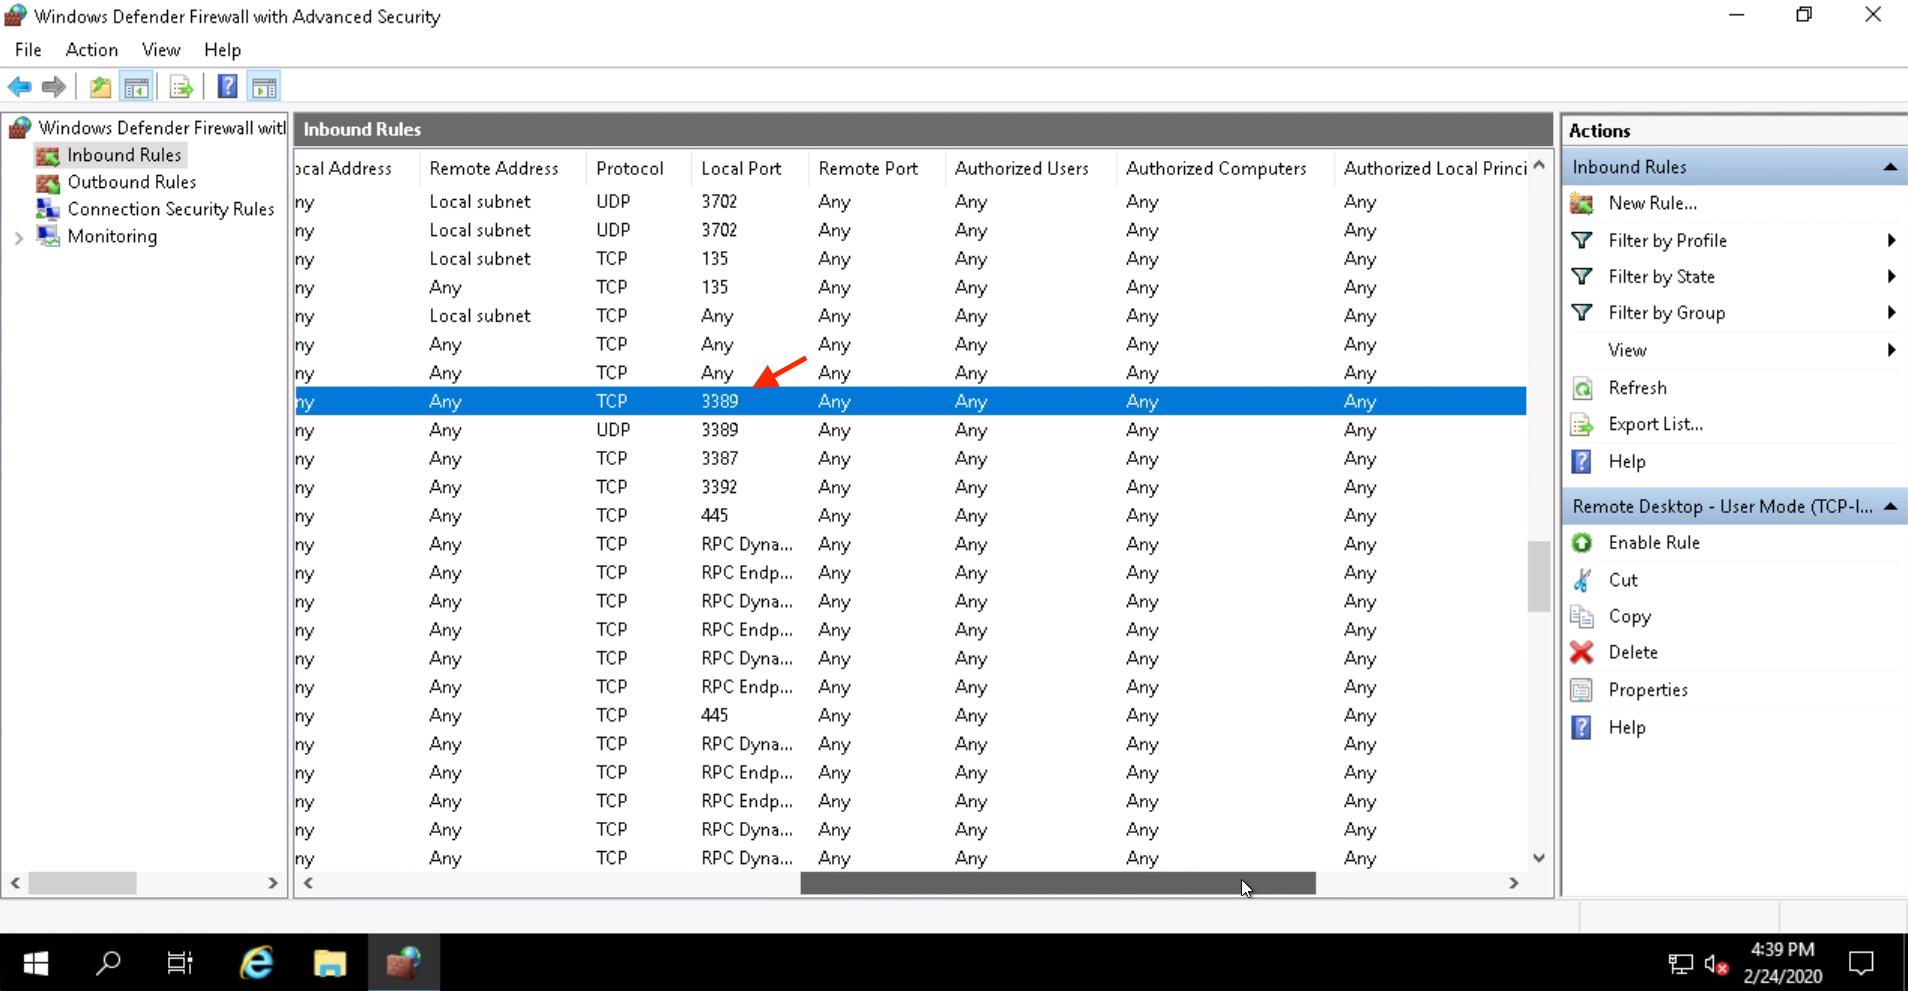 Windows Defender Firewall with Advanced Security
File Action View Help
Windows Defender Firewall with
Inbound Rules
Outbound Rules
Connection Security Rules
Monitoring
Inbound Rules
ocal Address Remote Address Protocol Local Port Remote Port Authorized Users Authorized Computers Authorized Local Princi
ny Local subnet UDP 3702 Any Any Any Any
ny Local subnet UDP 3702 Any Any Any Any
ny Local subnet TCP 135 Any Any Any Any
ny Any TCP 135 Any Any Any Any
ny Local subnet TCP Any Any Any Any Any
ny Any TCP Any Any Any Any Any
ny Any TCP Any Any Any Any Any
ny Any TCP 3389 Any Any Any Any
ny Any UDP 3389 Any Any Any Any
ny Any TCP 3387 Any Any Any Any
ny Any TCP 3392 Any Any Any Any
ny Any TCP 445 Any Any Any Any
ny Any TCP RPC Dyna... Any Any Any Any
ny Any TCP RPC Endp... Any Any Any Any
ny Any TCP RPC Dyna... Any Any Any Any
ny Any TCP RPC Endp... Any Any Any Any
ny Any TCP RPC Dyna... Any Any Any Any
ny Any TCP RPC Endp... Any Any Any Any
ny Any TCP 445 Any Any Any Any
ny Any TCP RPC Dyna... Any Any Any Any
ny Any TCP RPC Endp... Any Any Any Any
ny Any TCP RPC Endp... Any Any Any Any
ny Any TCP RPC Dyna... Any Any Any Any
ny Any TCP RPC Dyna... Any Any Any Any
Actions
Inbound Rules
New Rule...
Filter by Profile
Filter by State
Filter by Group
View
Refresh
Export List...
Help
Remote Desktop - User Mode (TCP-I...
Enable Rule
Cut
Copy
Delete
Properties
Help
4:39 PM
2/24/2020